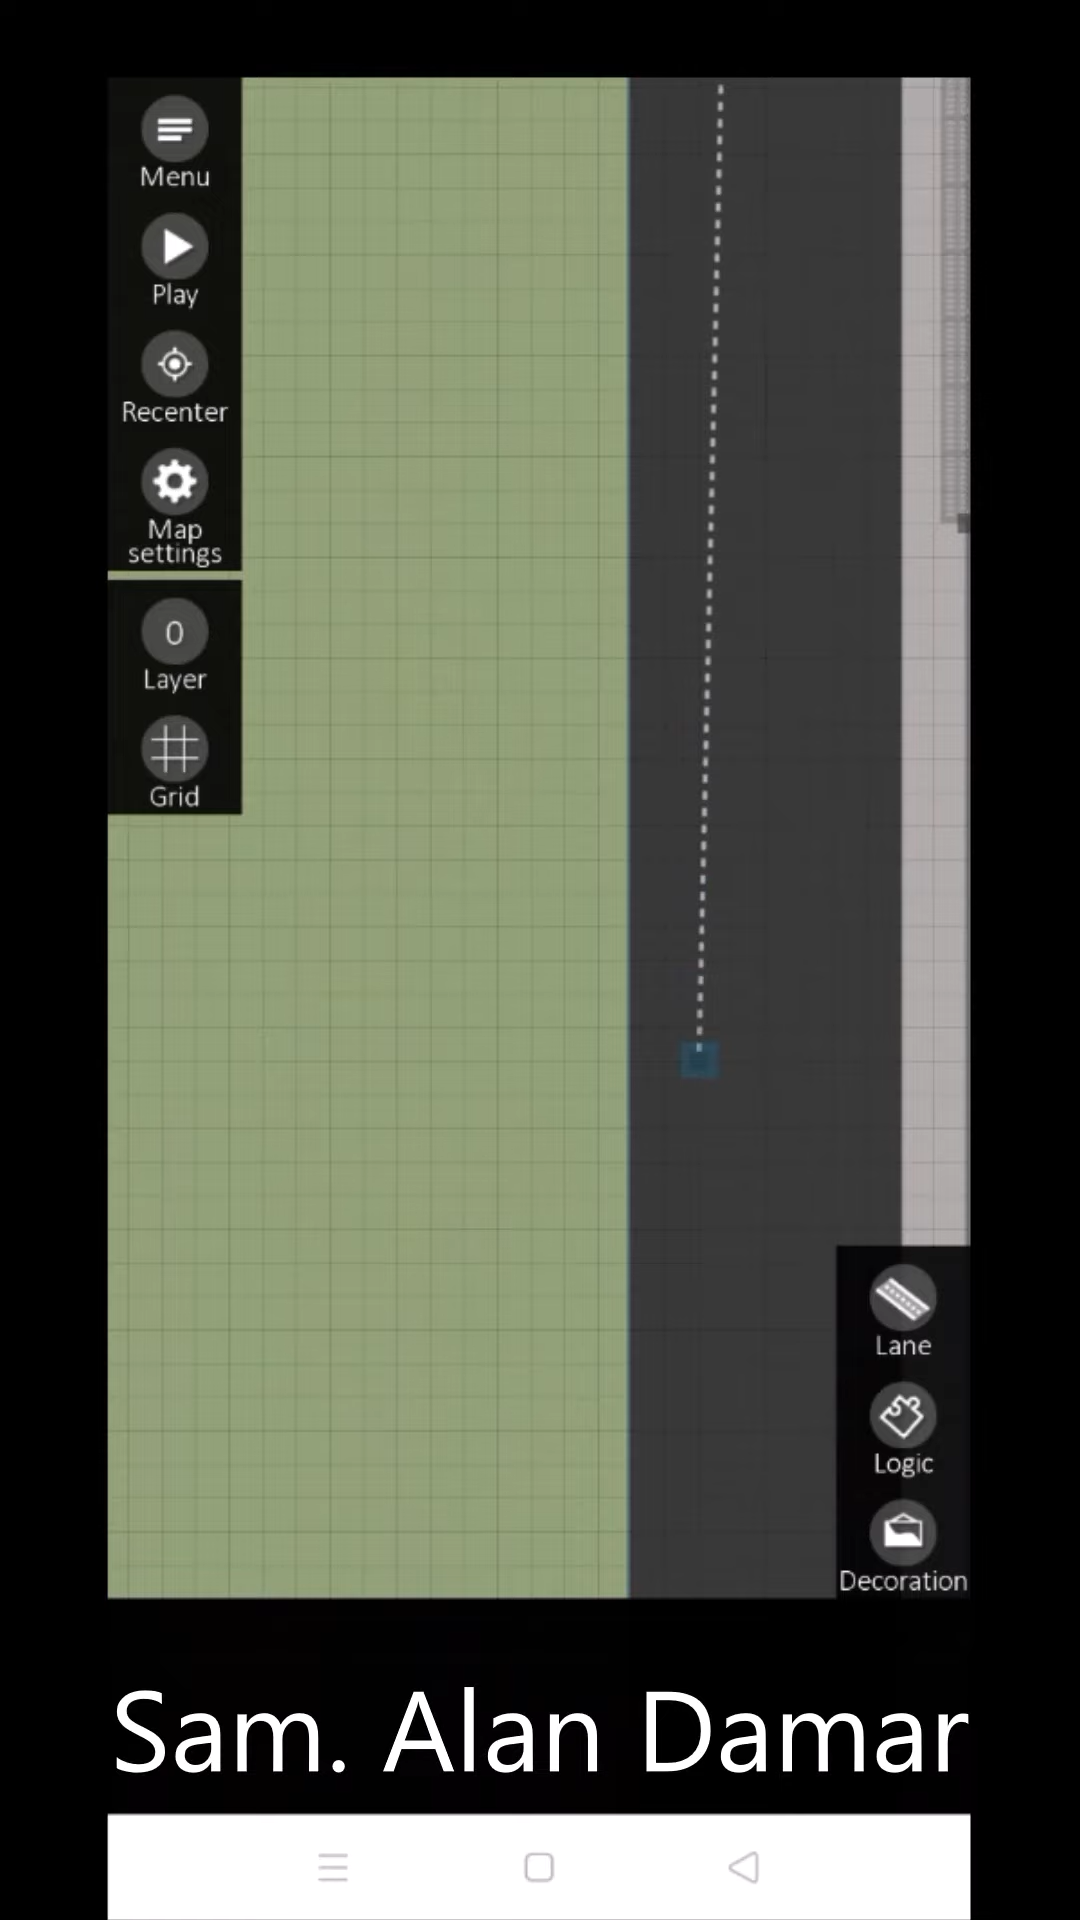 Menu
Play
Recenter
Map
settings
0
Layer
Grid
Lane
Logic
Decoration
Sam. Alan Damar